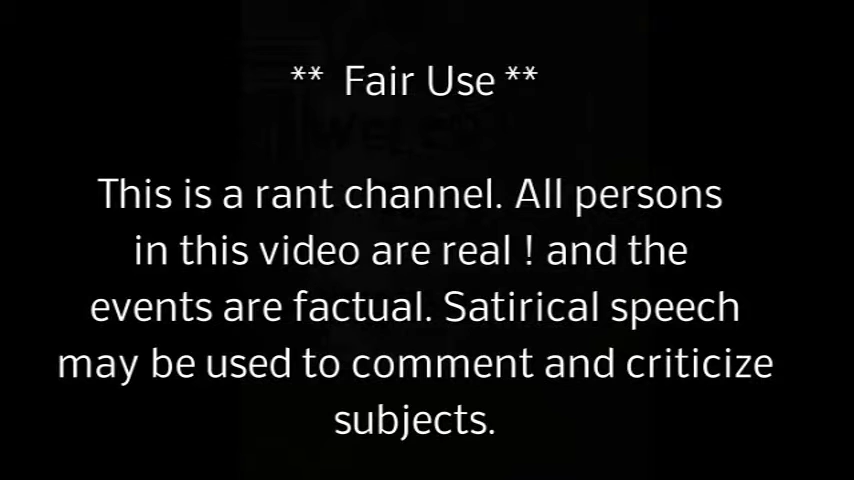 ** Fair Use **
This is a rant channel. All persons
in this video are real ! and the
events are factual. Satirical speech
may be used to comment and criticize
subjects.